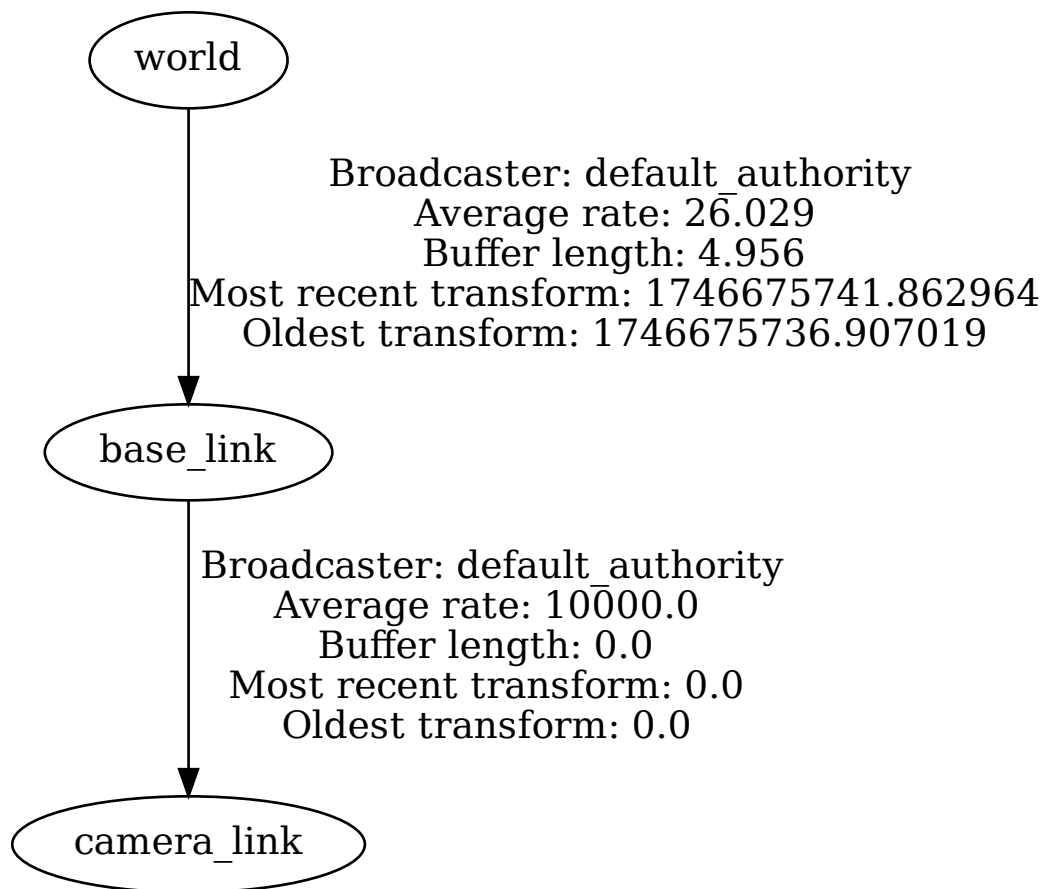 world
Broadcaster: default_authority
Average rate: 26.029
Buffer length: 4.956
Most recent transform: 1746675741.862964
Oldest transform: 1746675736.907019
base_link
Broadcaster: default_authority
Average rate: 10000.0
Buffer length: 0.0
Most recent transform: 0.0
Oldest transform: 0.0
camera_link